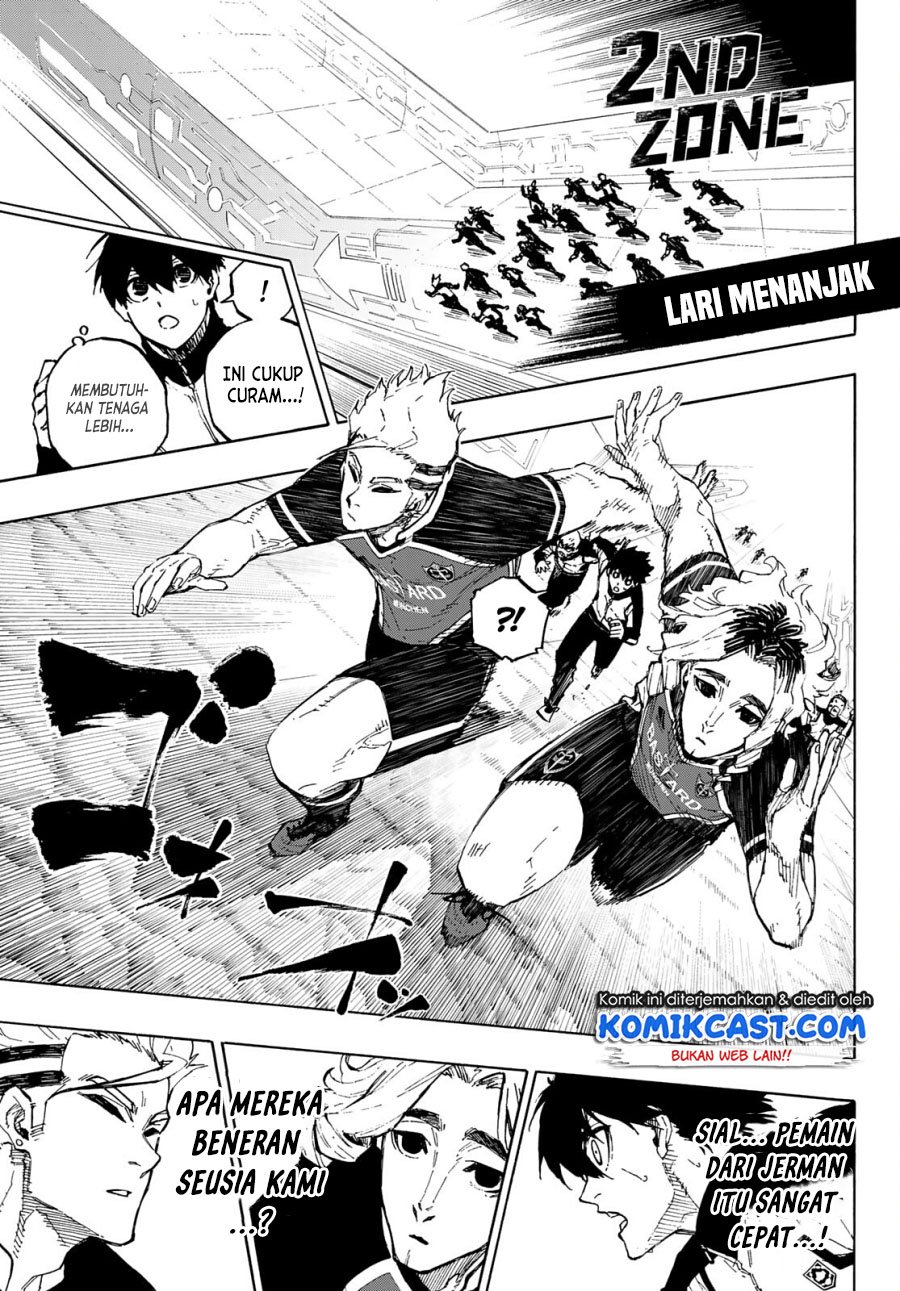 2ND
ZONE
LARI MENANJAK
!
INI CUKUP
CURAM...!
MEMBUTUH-
KAN TENAGA
LEBIH...
?!
BASTARD
MÜNCHEN
BASTARD
Komik ini diterjemahkan & diedit oleh
KOMIKCAST.COM
BUKAN WEB LAIN!!
SIAL... PEMAIN
DARI JERMAN
ITU SANGAT
CEPAT...!
APA MEREKA
BENERAN
SEUSIA KAMI
...?